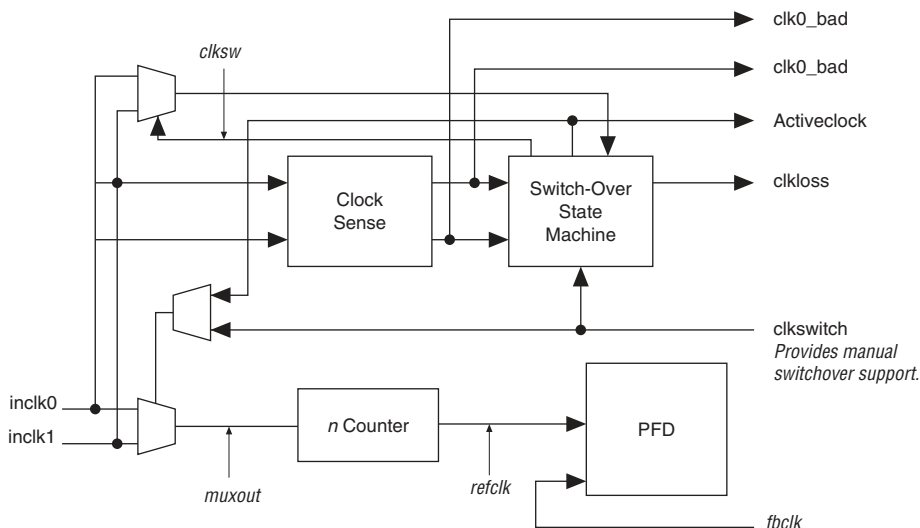 clk0_bad
clksw
clk0_bad
Activeclock
Clock
Sense
Switch-Over
State
Machine
clkloss
clkswitch
Provides manual
switchover support.
inclk0
inclk1
n Counter
PFD
muxout
refclk
fbclk